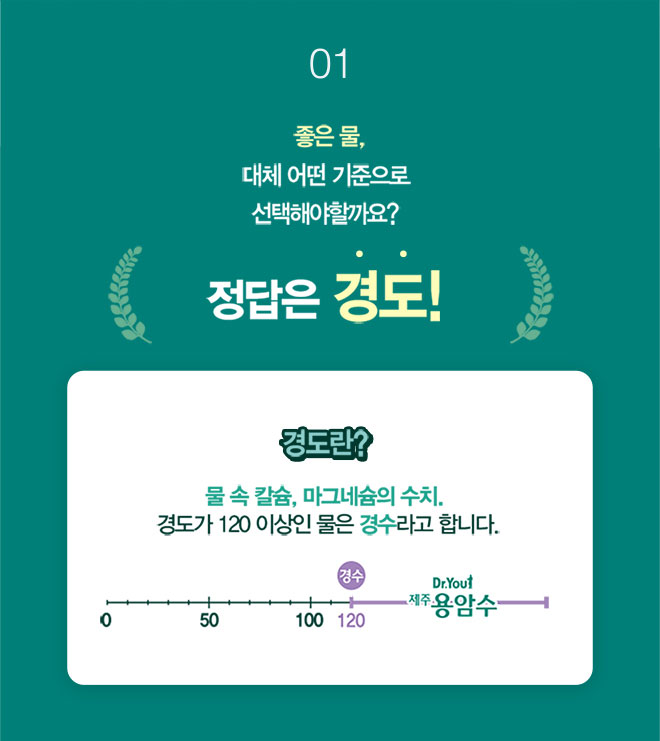 01
좋은 물,
대체 어떤 기준으로
선택해야할까요?
정답은 경도!
경도란?
물 속 칼슘, 마그네슘의 수치.
경도가 120 이상인 물은 경수라고 합니다.
경수
Dr.You
제주용암수
0 50 100 120